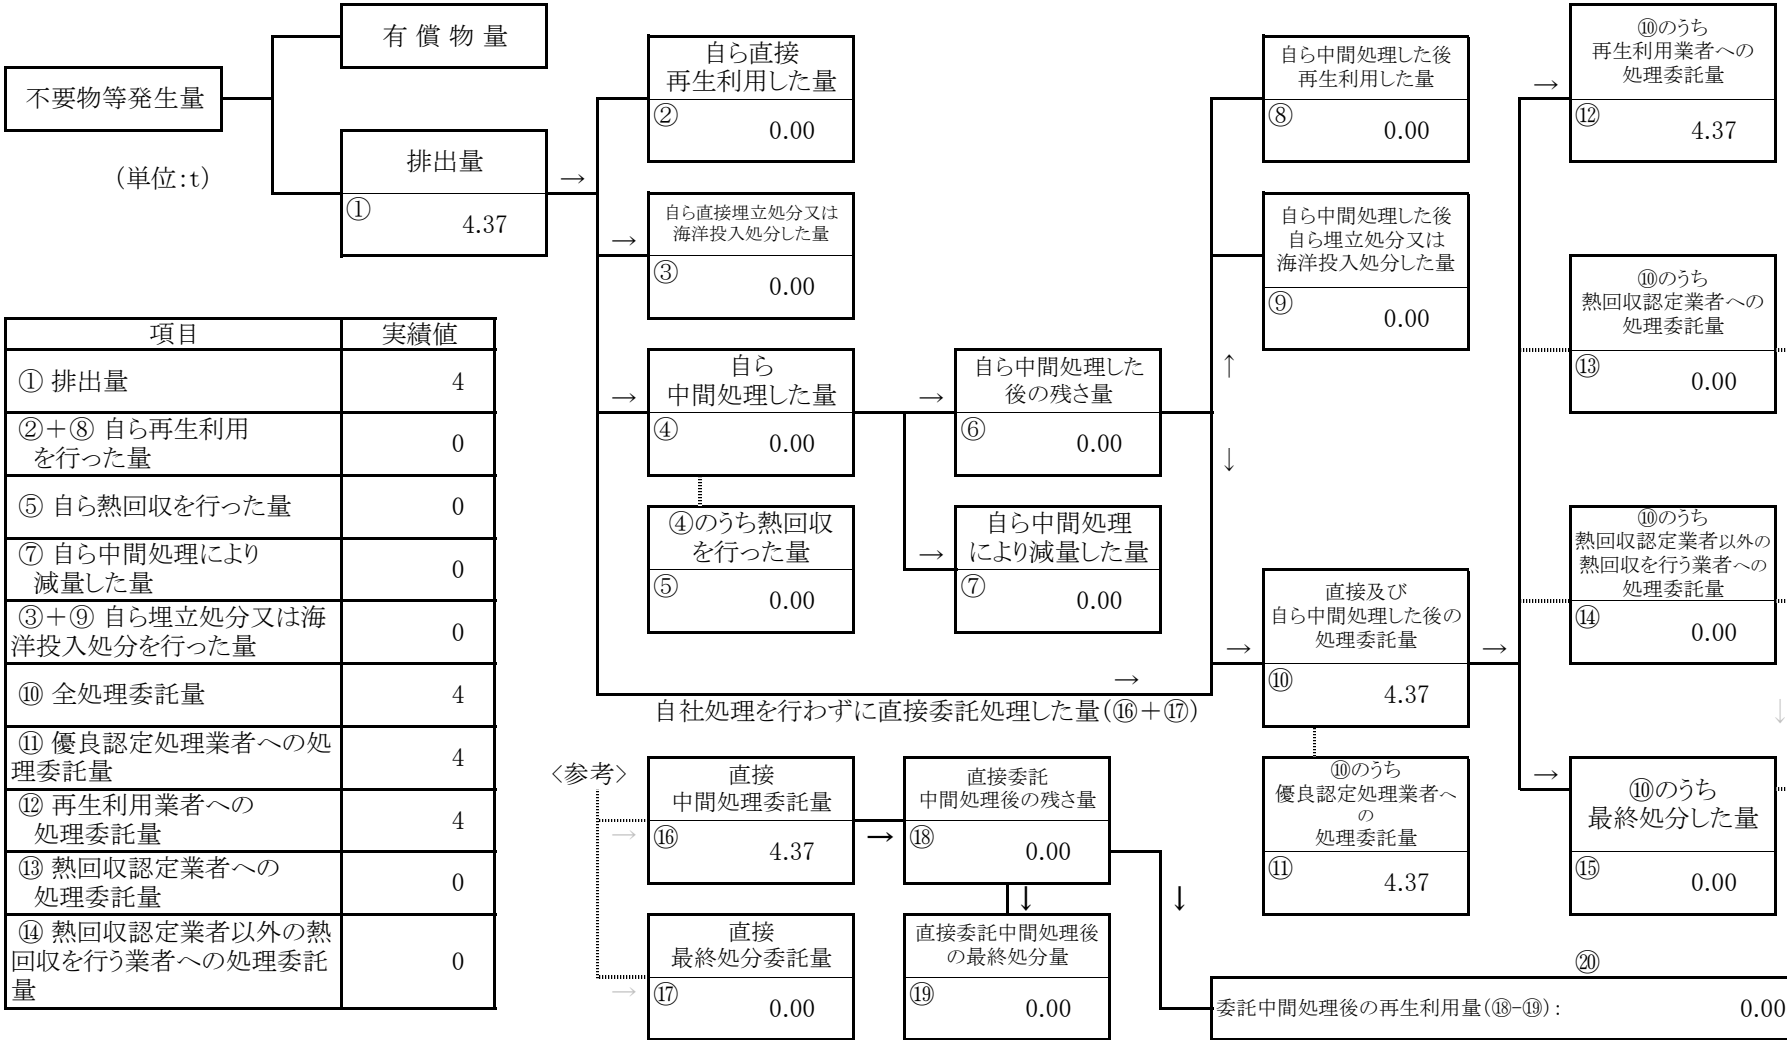 不要物等発生量
有 償 物 量
(単位:t)
排出量
①
4.37
→
自ら直接
再生利用した量
②
0.00
→
自ら直接埋立処分又は
海洋投入処分した量
③
0.00
→
自ら
中間処理した量
④
0.00
④のうち熱回収
を行った量
⑤
0.00
→
自ら中間処理した
後の残さ量
⑥
0.00
→
自ら中間処理
により減量した量
⑦
0.00
↑
↓
自ら中間処理した後
再生利用した量
⑧
0.00
自ら中間処理した後
自ら埋立処分又は
海洋投入処分した量
⑨
0.00
→
自社処理を行わずに直接委託処理した量(⑯+⑰)
→
直接及び
自ら中間処理した後の
処理委託量
⑩
4.37
→
⑩のうち
優良認定処理業者へ
の
処理委託量
⑪
4.37
→
⑩のうち
再生利用業者への
処理委託量
⑫
4.37
⑩のうち
熱回収認定業者への
処理委託量
⑬
0.00
⑩のうち
熱回収認定業者以外の
熱回収を行う業者への
処理委託量
⑭
0.00
↓
→
⑩のうち
最終処分した量
⑮
0.00
項目 実績値
① 排出量 4
②+⑧ 自ら再生利用
を行った量 0
⑤ 自ら熱回収を行った量 0
⑦ 自ら中間処理により
減量した量 0
③+⑨ 自ら埋立処分又は海
洋投入処分を行った量 0
⑩ 全処理委託量 4
⑪ 優良認定処理業者への処
理委託量 4
⑫ 再生利用業者への
処理委託量 4
⑬ 熱回収認定業者への
処理委託量 0
⑭ 熱回収認定業者以外の熱
回収を行う業者への処理委託
量 0
<参考>
→
直接
中間処理委託量
⑯
4.37
→
直接委託
中間処理後の残さ量
⑱
0.00
↓
↓
→
直接
最終処分委託量
⑰
0.00
直接委託中間処理後
の最終処分量
⑲
0.00
⑳
委託中間処理後の再生利用量(⑱-⑲): 0.00